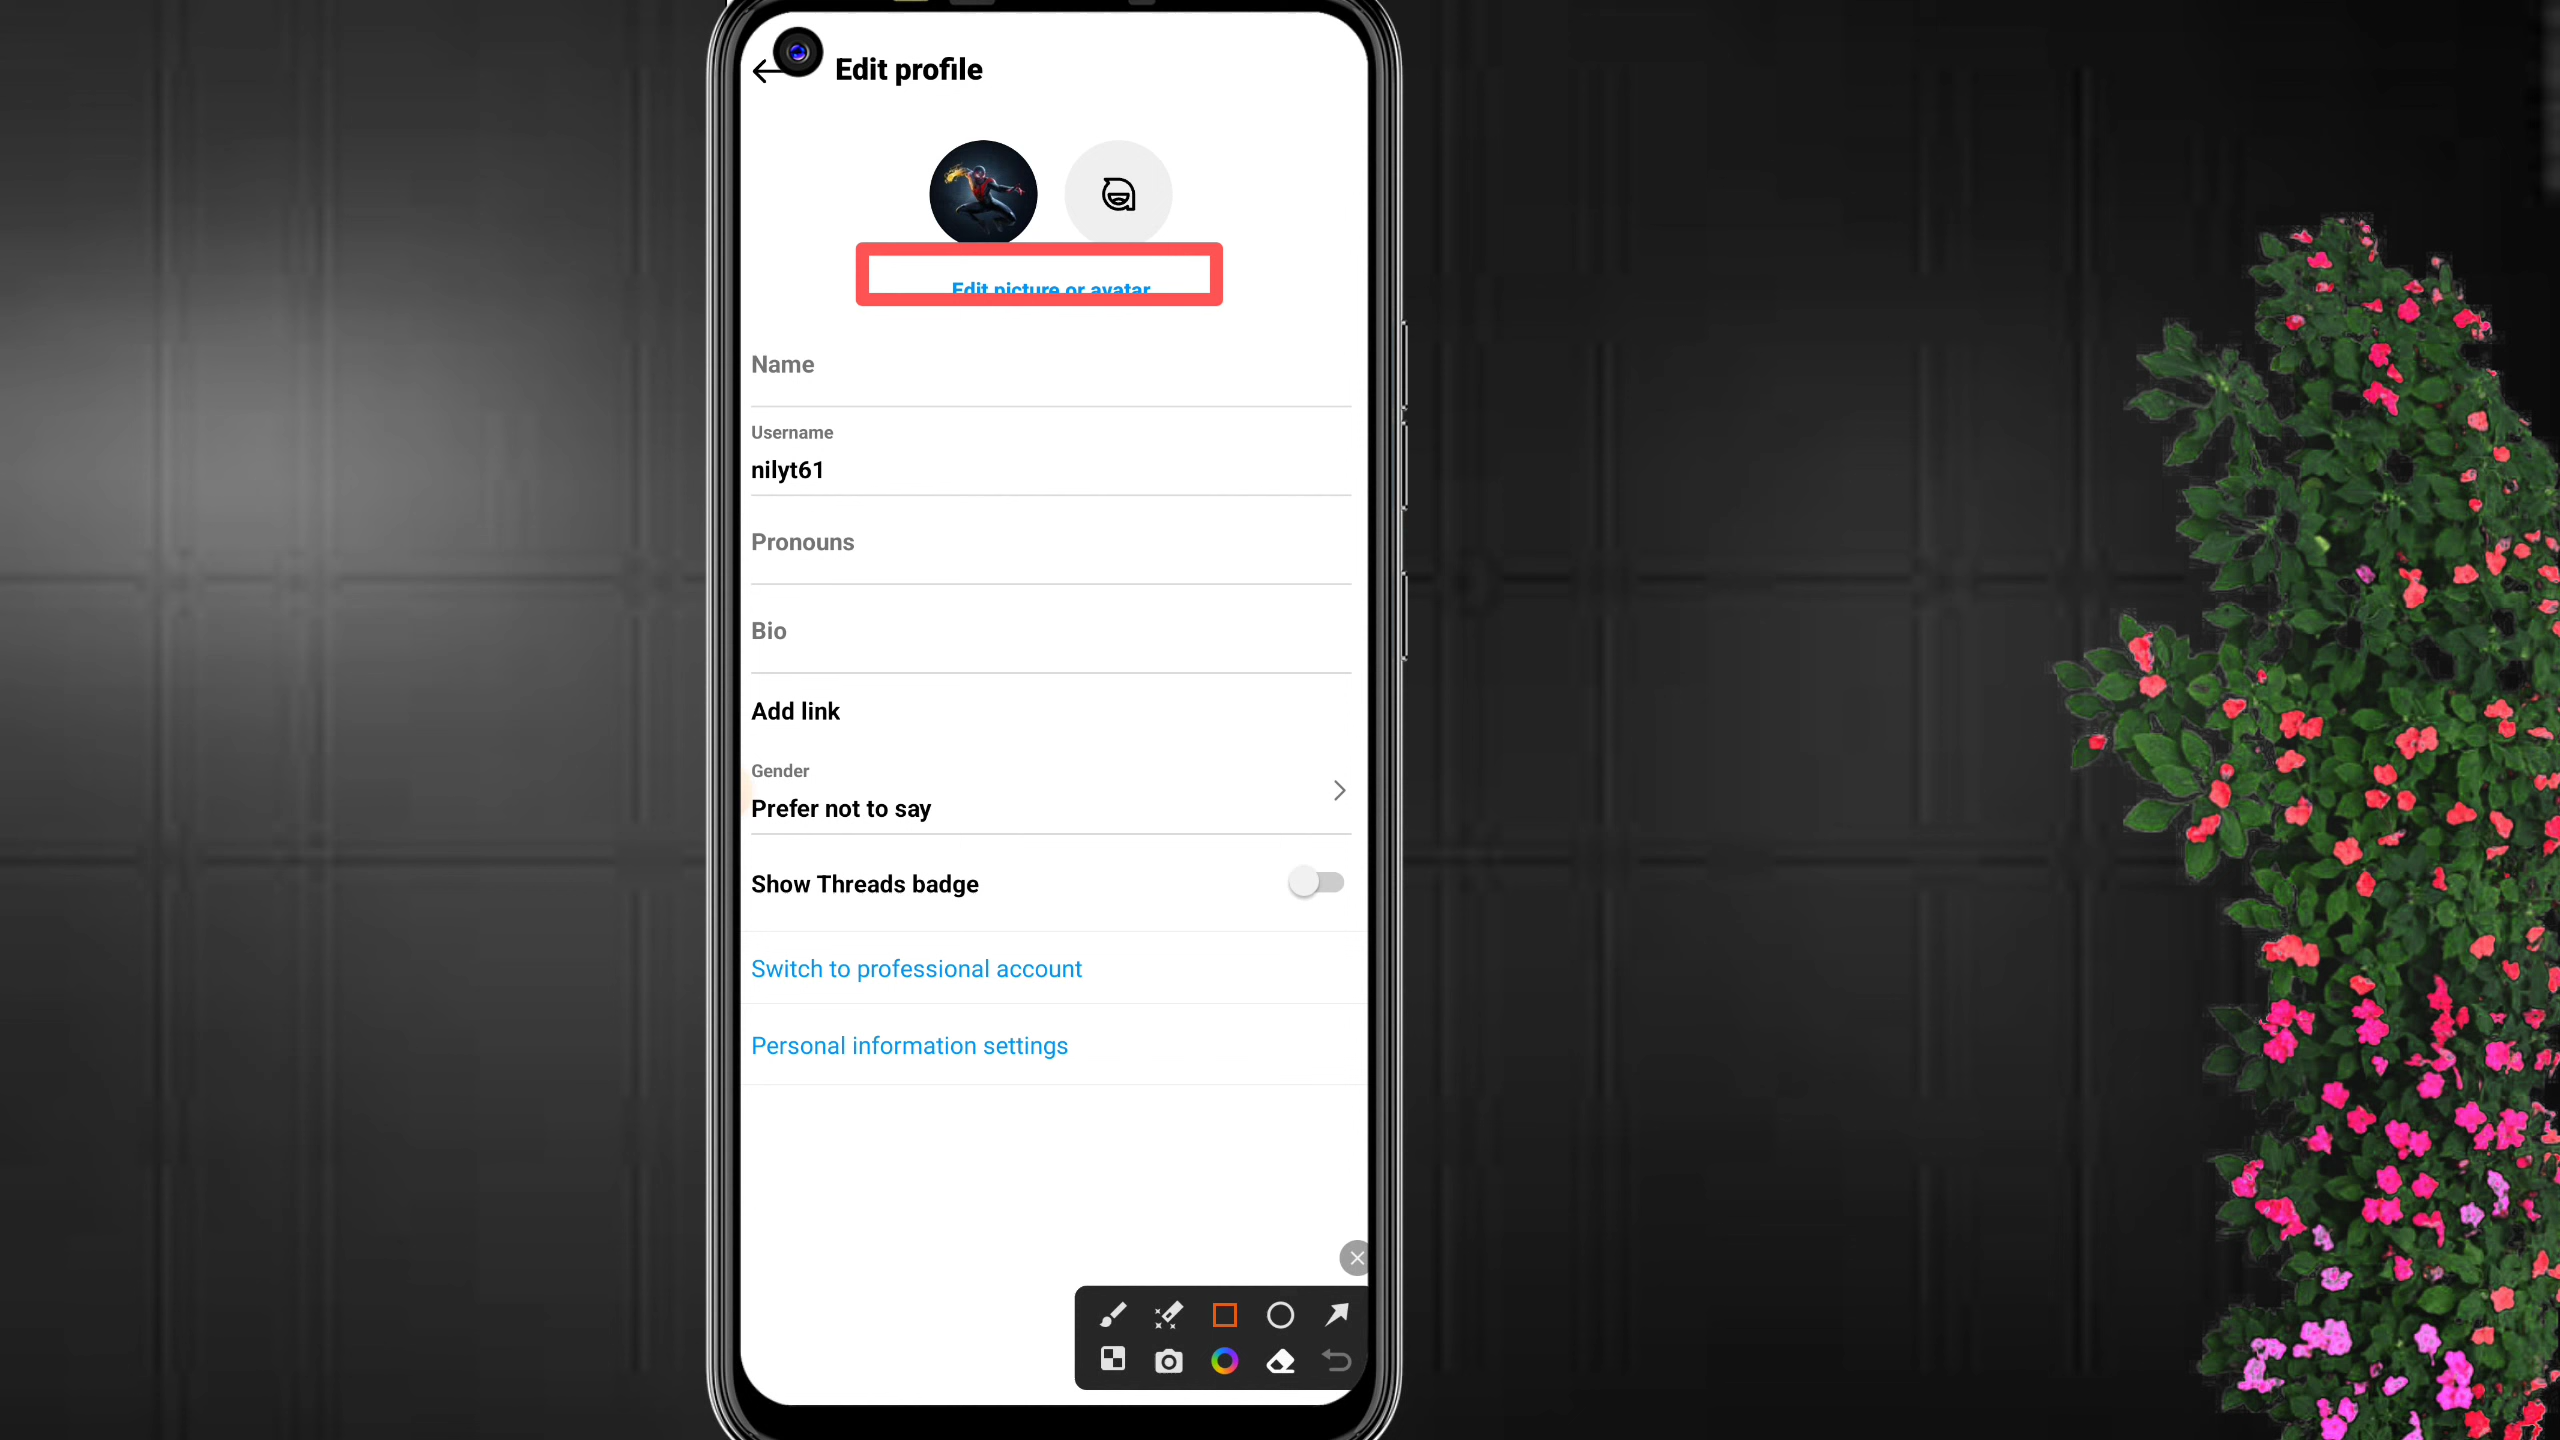 Edit profile
Edit picture or avatar
Name
Username
nilyt61
Pronouns
Bio
Add link
Gender
Prefer not to say
Show Threads badge
Switch to professional account
Personal information settings